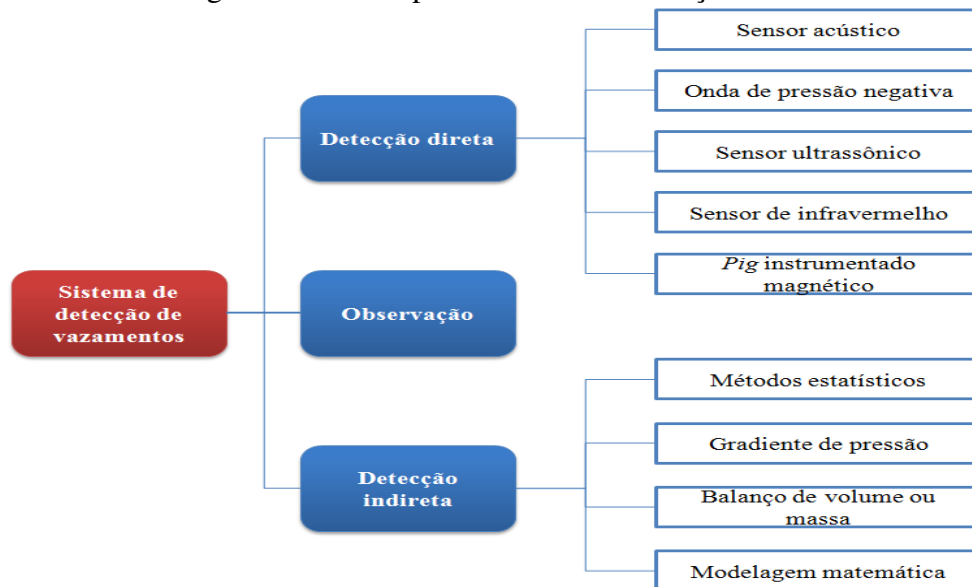 Sensor acústico
Onda de pressão negativa
Detecção direta
Sensor ultrassônico
Sensor de infravermelho
Pig instrumentado
magnético
Sistema de
detecção de
vazamentos
Observação
Métodos estatísticos
Gradiente de pressão
Detecção
indireta
Balanço de volume ou
massa
Modelagem matemática